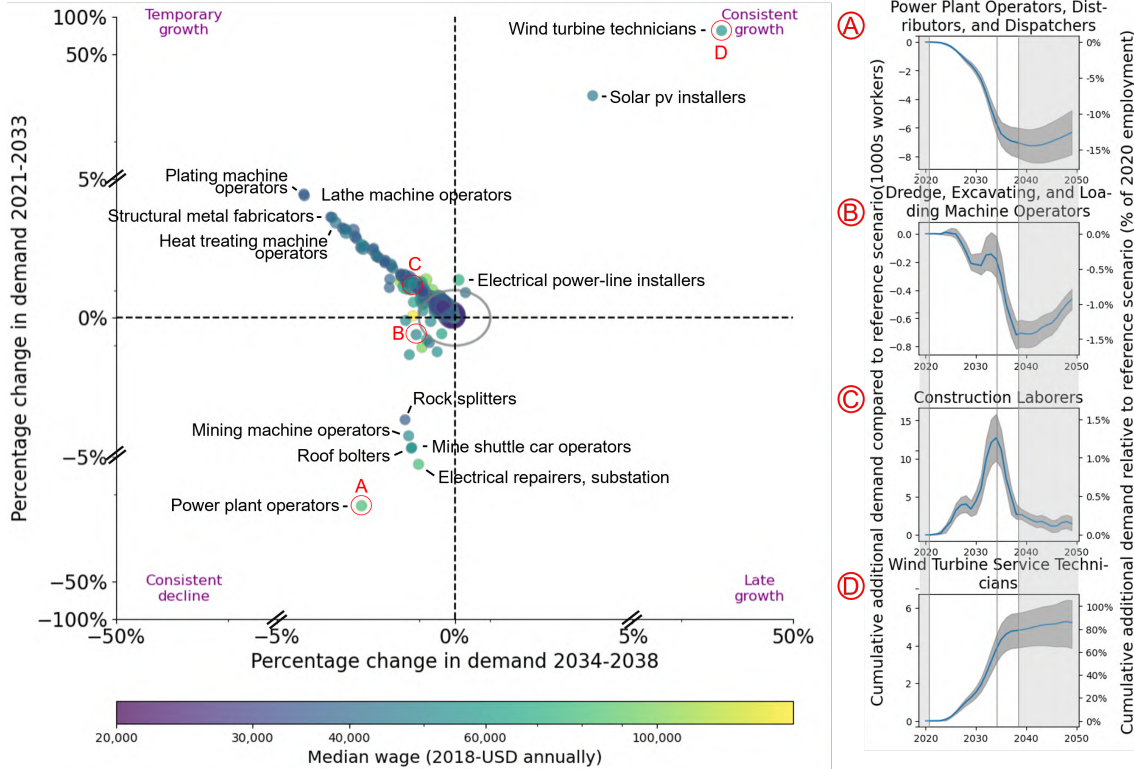 Temporary
growth
Consistent
growth
Consistent
decline
Late
growth
100%
50%
5%
0%
−5%
−50%
−100%
Percentage change in demand 2021-2033
Wind turbine technicians
D
Solar pv installers
Plating machine
operators
Lathe machine operators
Structural metal fabricators
Heat treating machine
operators
C
Electrical power-line installers
B
Rock splitters
Mining machine operators
Mine shuttle car operators
Roof bolters
Electrical repairers, substation
A
Power plant operators
−50%
−5%
0%
5%
50%
Percentage change in demand 2034-2038
20,000
30,000
40,000
60,000
100,000
Median wage (2018-USD annually)
Cumulative additional demand compared to reference scenario(1000s workers)
Cumulative additional demand relative to reference scenario (% of 2020 employment)
A
Power Plant Operators, Dist-
ributors, and Dispatchers
0
−2
−4
−6
−8
0%
−5%
−10%
−15%
2020
2030
2040
2050
B
Dredge, Excavating, and Loa-
ding Machine Operators
0.0
−0.2
−0.4
−0.6
−0.8
0.0%
−0.5%
−1.0%
−1.5%
2020
2030
2040
2050
C
Construction Laborers
15
10
5
0
1.5%
1.0%
0.5%
0.0%
2020
2030
2040
2050
D
Wind Turbine Service Techni-
cians
6
4
2
0
100%
80%
60%
40%
20%
0%
2020
2030
2040
2050